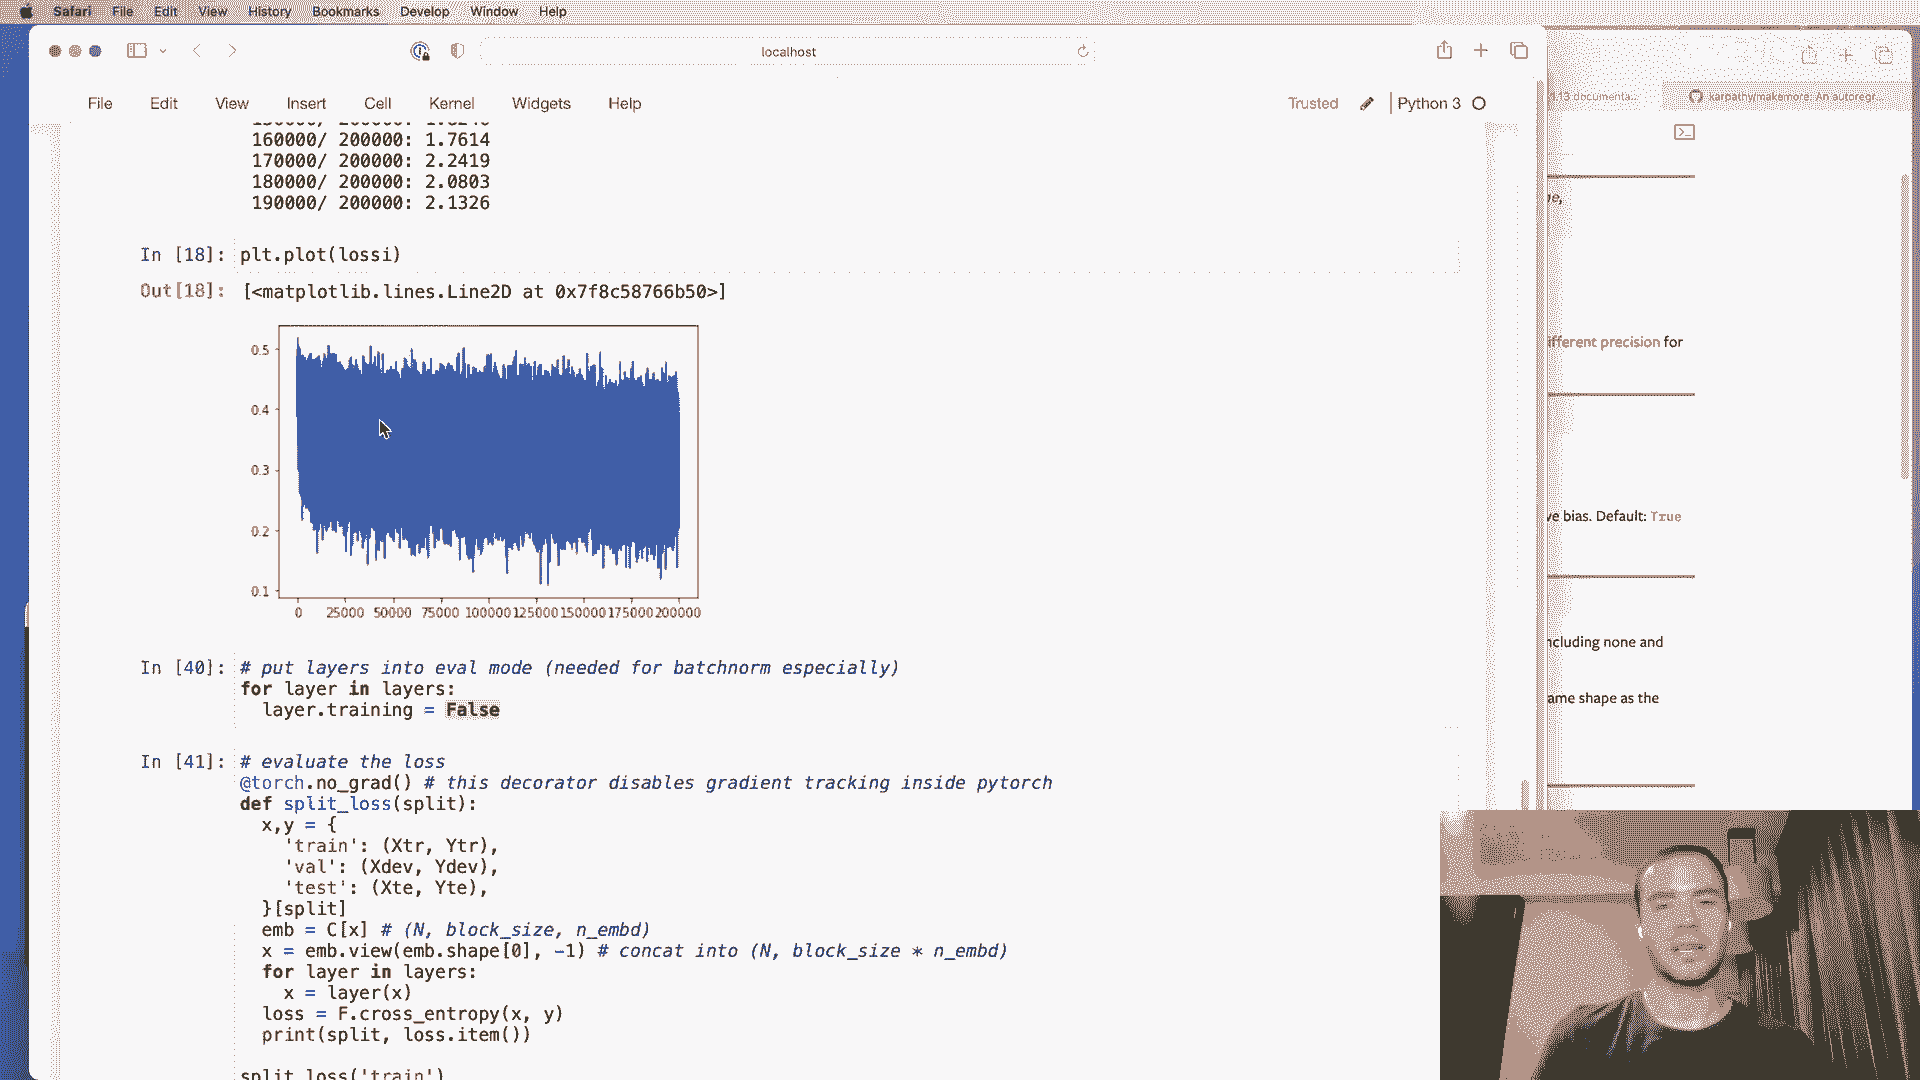 Safari File Edit View History Bookmarks Develop Window Help
localhost
File Edit View Insert Cell Kernel Widgets Help
Trusted Python 3
1.13 documenta...
karpathy/makemore: An autoregr...
160000/ 200000: 1.7614
170000/ 200000: 2.2419
180000/ 200000: 2.0803
190000/ 200000: 2.1326
In [18]: plt.plot(lossi)
Out[18]: [<matplotlib.lines.Line2D at 0x7f8c58766b50>]
0.5
0.4
0.3
0.2
0.1
0 25000 50000 75000 100000 125000 150000 175000 200000
In [40]: # put layers into eval mode (needed for batchnorm especially)
for layer in layers:
layer.training = False
In [41]: # evaluate the loss
@torch.no_grad() # this decorator disables gradient tracking inside pytorch
def split_loss(split):
x,y = {
'train': (Xtr, Ytr),
'val': (Xdev, Ydev),
'test': (Xte, Yte),
}[split]
emb = C[x] # (N, block_size, n_embd)
x = emb.view(emb.shape[0], -1) # concat into (N, block_size * n_embd)
for layer in layers:
x = layer(x)
loss = F.cross_entropy(x, y)
print(split, loss.item())
split_loss('train')
ifferent precision for
ve bias. Default: True
ncluding none and
ame shape as the